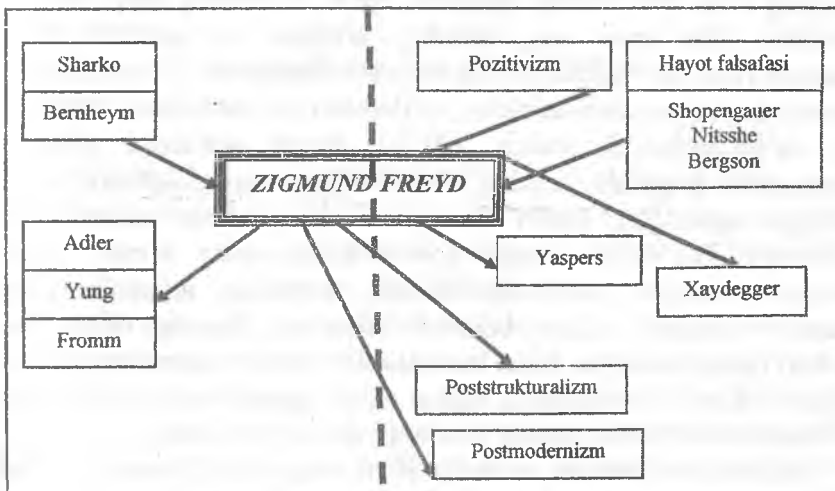 Sharko
Bernheym
Pozitivizm
Hayot falsafasi
Shopengauer
Nitsshe
Bergson
ZIGMUND FREYD
Adler
Yung
Fromm
Yaspers
Xaydegger
Poststrukturalizm
Postmodernizm